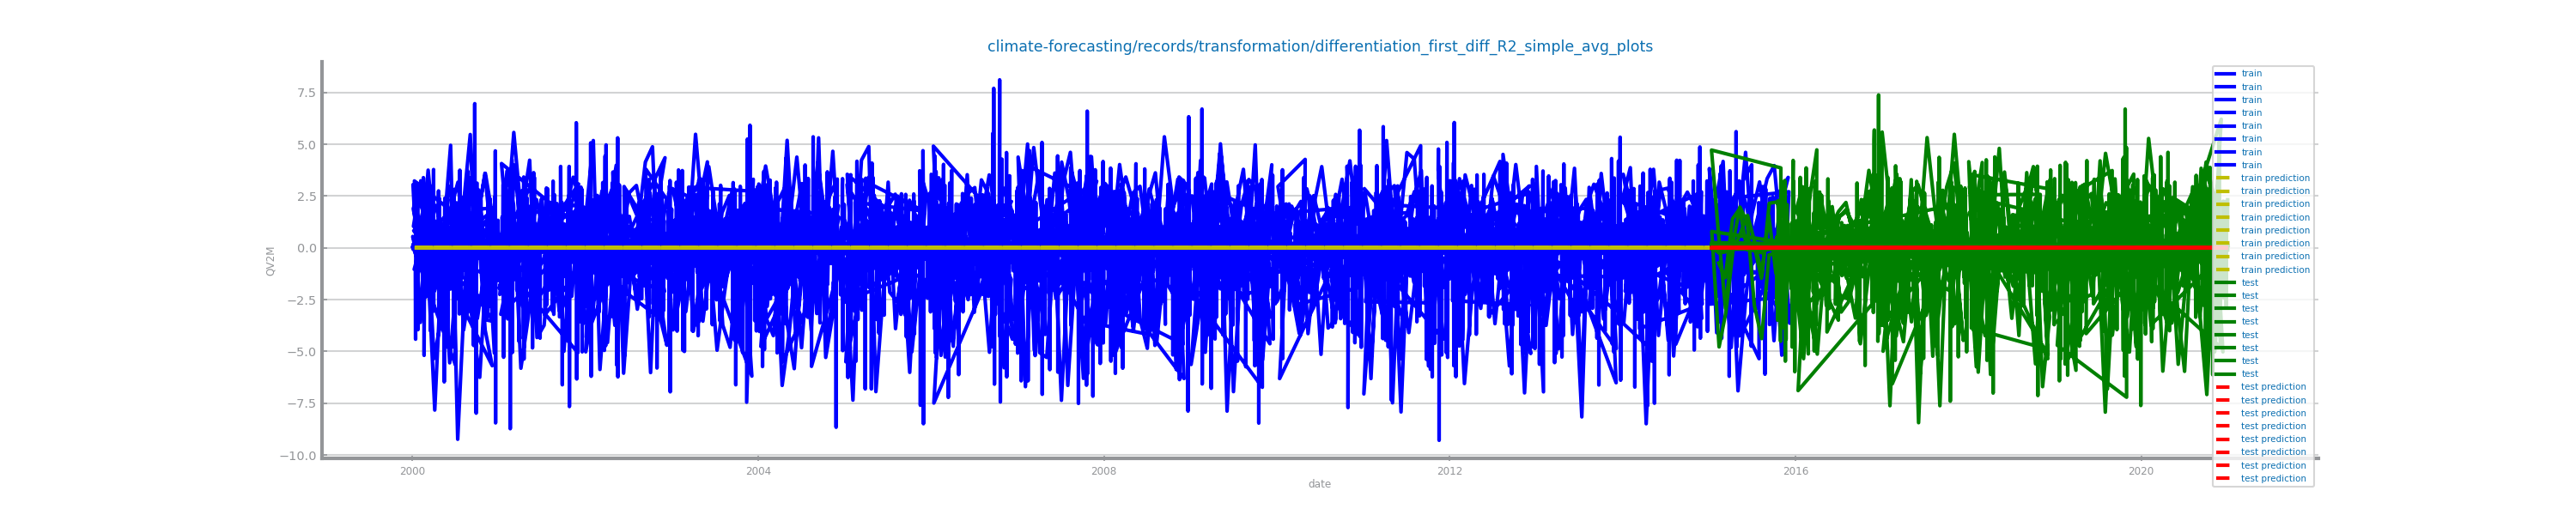 climate-forecasting/records/transformation/differentiation_first_diff_R2_simple_avg_plots
7.5
5.0
2.5
0.0
−2.5
−5.0
−7.5
−10.0
QV2M
2000
2004
2008
2012
2016
2020
date
train
train
train
train
train
train
train
train
train prediction
train prediction
train prediction
train prediction
train prediction
train prediction
train prediction
train prediction
test
test
test
test
test
test
test
test
test prediction
test prediction
test prediction
test prediction
test prediction
test prediction
test prediction
test prediction